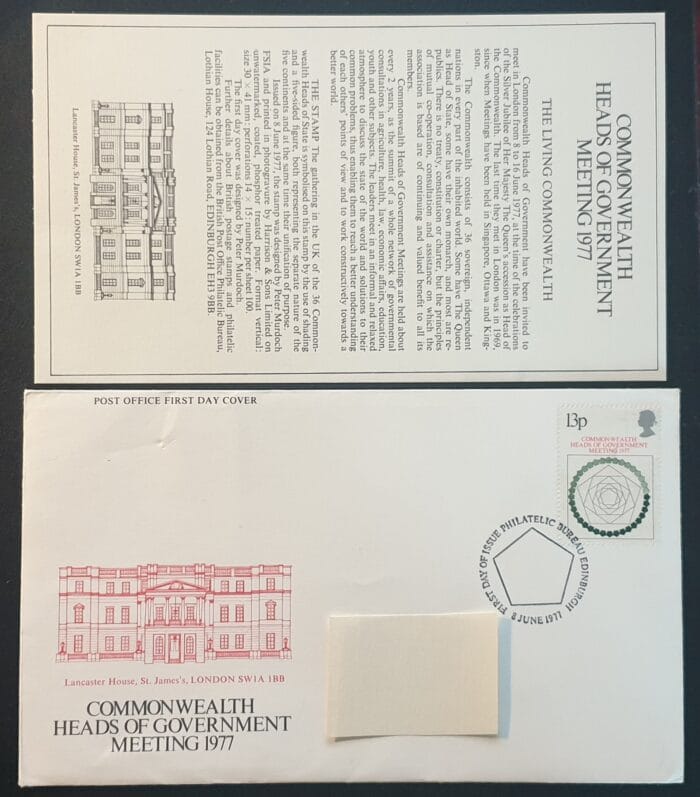 COMMONWEALTH
HEADS OF GOVERNMENT
MEETING 1977
THE LIVING COMMONWEALTH
Commonwealth Heads of Government have been invited to
meet in London from 8 to 16 June 1977, at the time of the celebrations
of the Silver Jubilee of Her Majesty The Queen's succession as Head of
the Commonwealth. The last time they met in London was in 1969,
since when Meetings have been held in Singapore, Ottawa and King-
ston.
The Commonwealth consists of 36 sovereign, independent
nations in every part of the inhabited world. Some have The Queen
as Head of State, some have their own monarch, and most are re-
publics. There is no treaty, constitution or charter, but the principles
of mutual co-operation, consultation and assistance on which the
association is based are of continuing and valued benefit to all its
members.
Commonwealth Heads of Government Meetings are held about
every 2 years, as the summit of a whole network of governmental
consultations in agriculture, health, law, economic affairs, education,
youth and other subjects. The leaders meet in an informal and relaxed
atmosphere to discuss the state of the world and solutions to their
common problems, thus enabling them to reach a better understanding
of each others' points of view and to work constructively towards a
better world.
THE STAMP The gathering in the UK of the 36 Common-
wealth Heads of State is symbolised on this stamp by the use of shading
and a five-sided figure, both representing the separate nature of the
five continents and at the same time their unification of purpose.
Issued on 8 June 1977, the stamp was designed by Peter Murdoch
FSIA and printed in photogravure by Harrison & Sons Limited on
unwatermarked, coated, phosphor treated paper. Format vertical:
size 30 × 41 mm: perforations 14 × 15: number per sheet 100.
The first day cover was designed by Peter Murdoch
Further details about British postage stamps and philatelic
facilities can be obtained from the British Post Office Philatelic Bureau,
Lothian House, 124 Lothian Road, EDINBURGH EH3 9BB.
Lancaster House, St. James's, LONDON SW1A 1BB
POST OFFICE FIRST DAY COVER
13p
COMMONWEALTH
HEADS OF GOVERNMENT
MEETING 1977
FIRST DAY OF ISSUE PHILATELIC BUREAU EDINBURGH
8 JUNE 1977
Lancaster House, St. James's, LONDON SW1A 1BB
COMMONWEALTH
HEADS OF GOVERNMENT
MEETING 1977